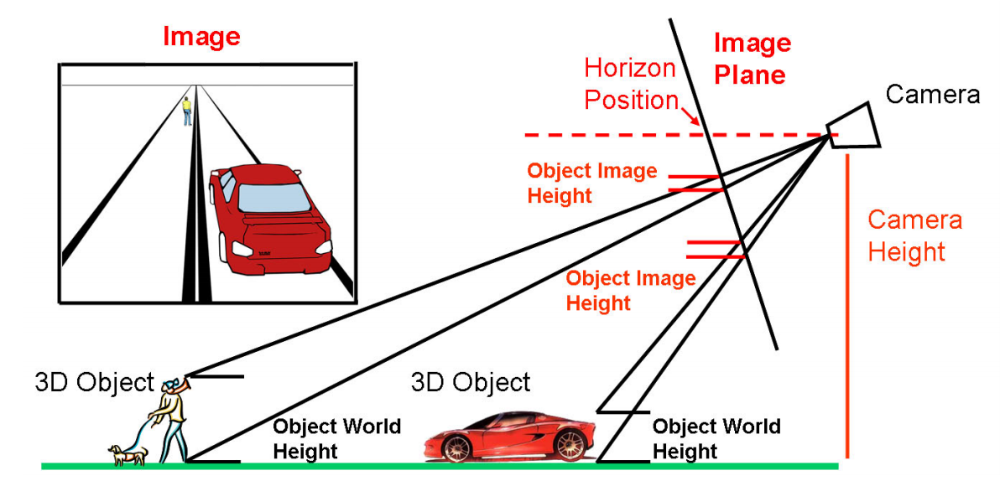 Image
Image
Plane
Horizon
Position
Camera
Object Image
Height
Camera
Height
Object Image
Height
3D Object
3D Object
Object World
Height
Object World
Height